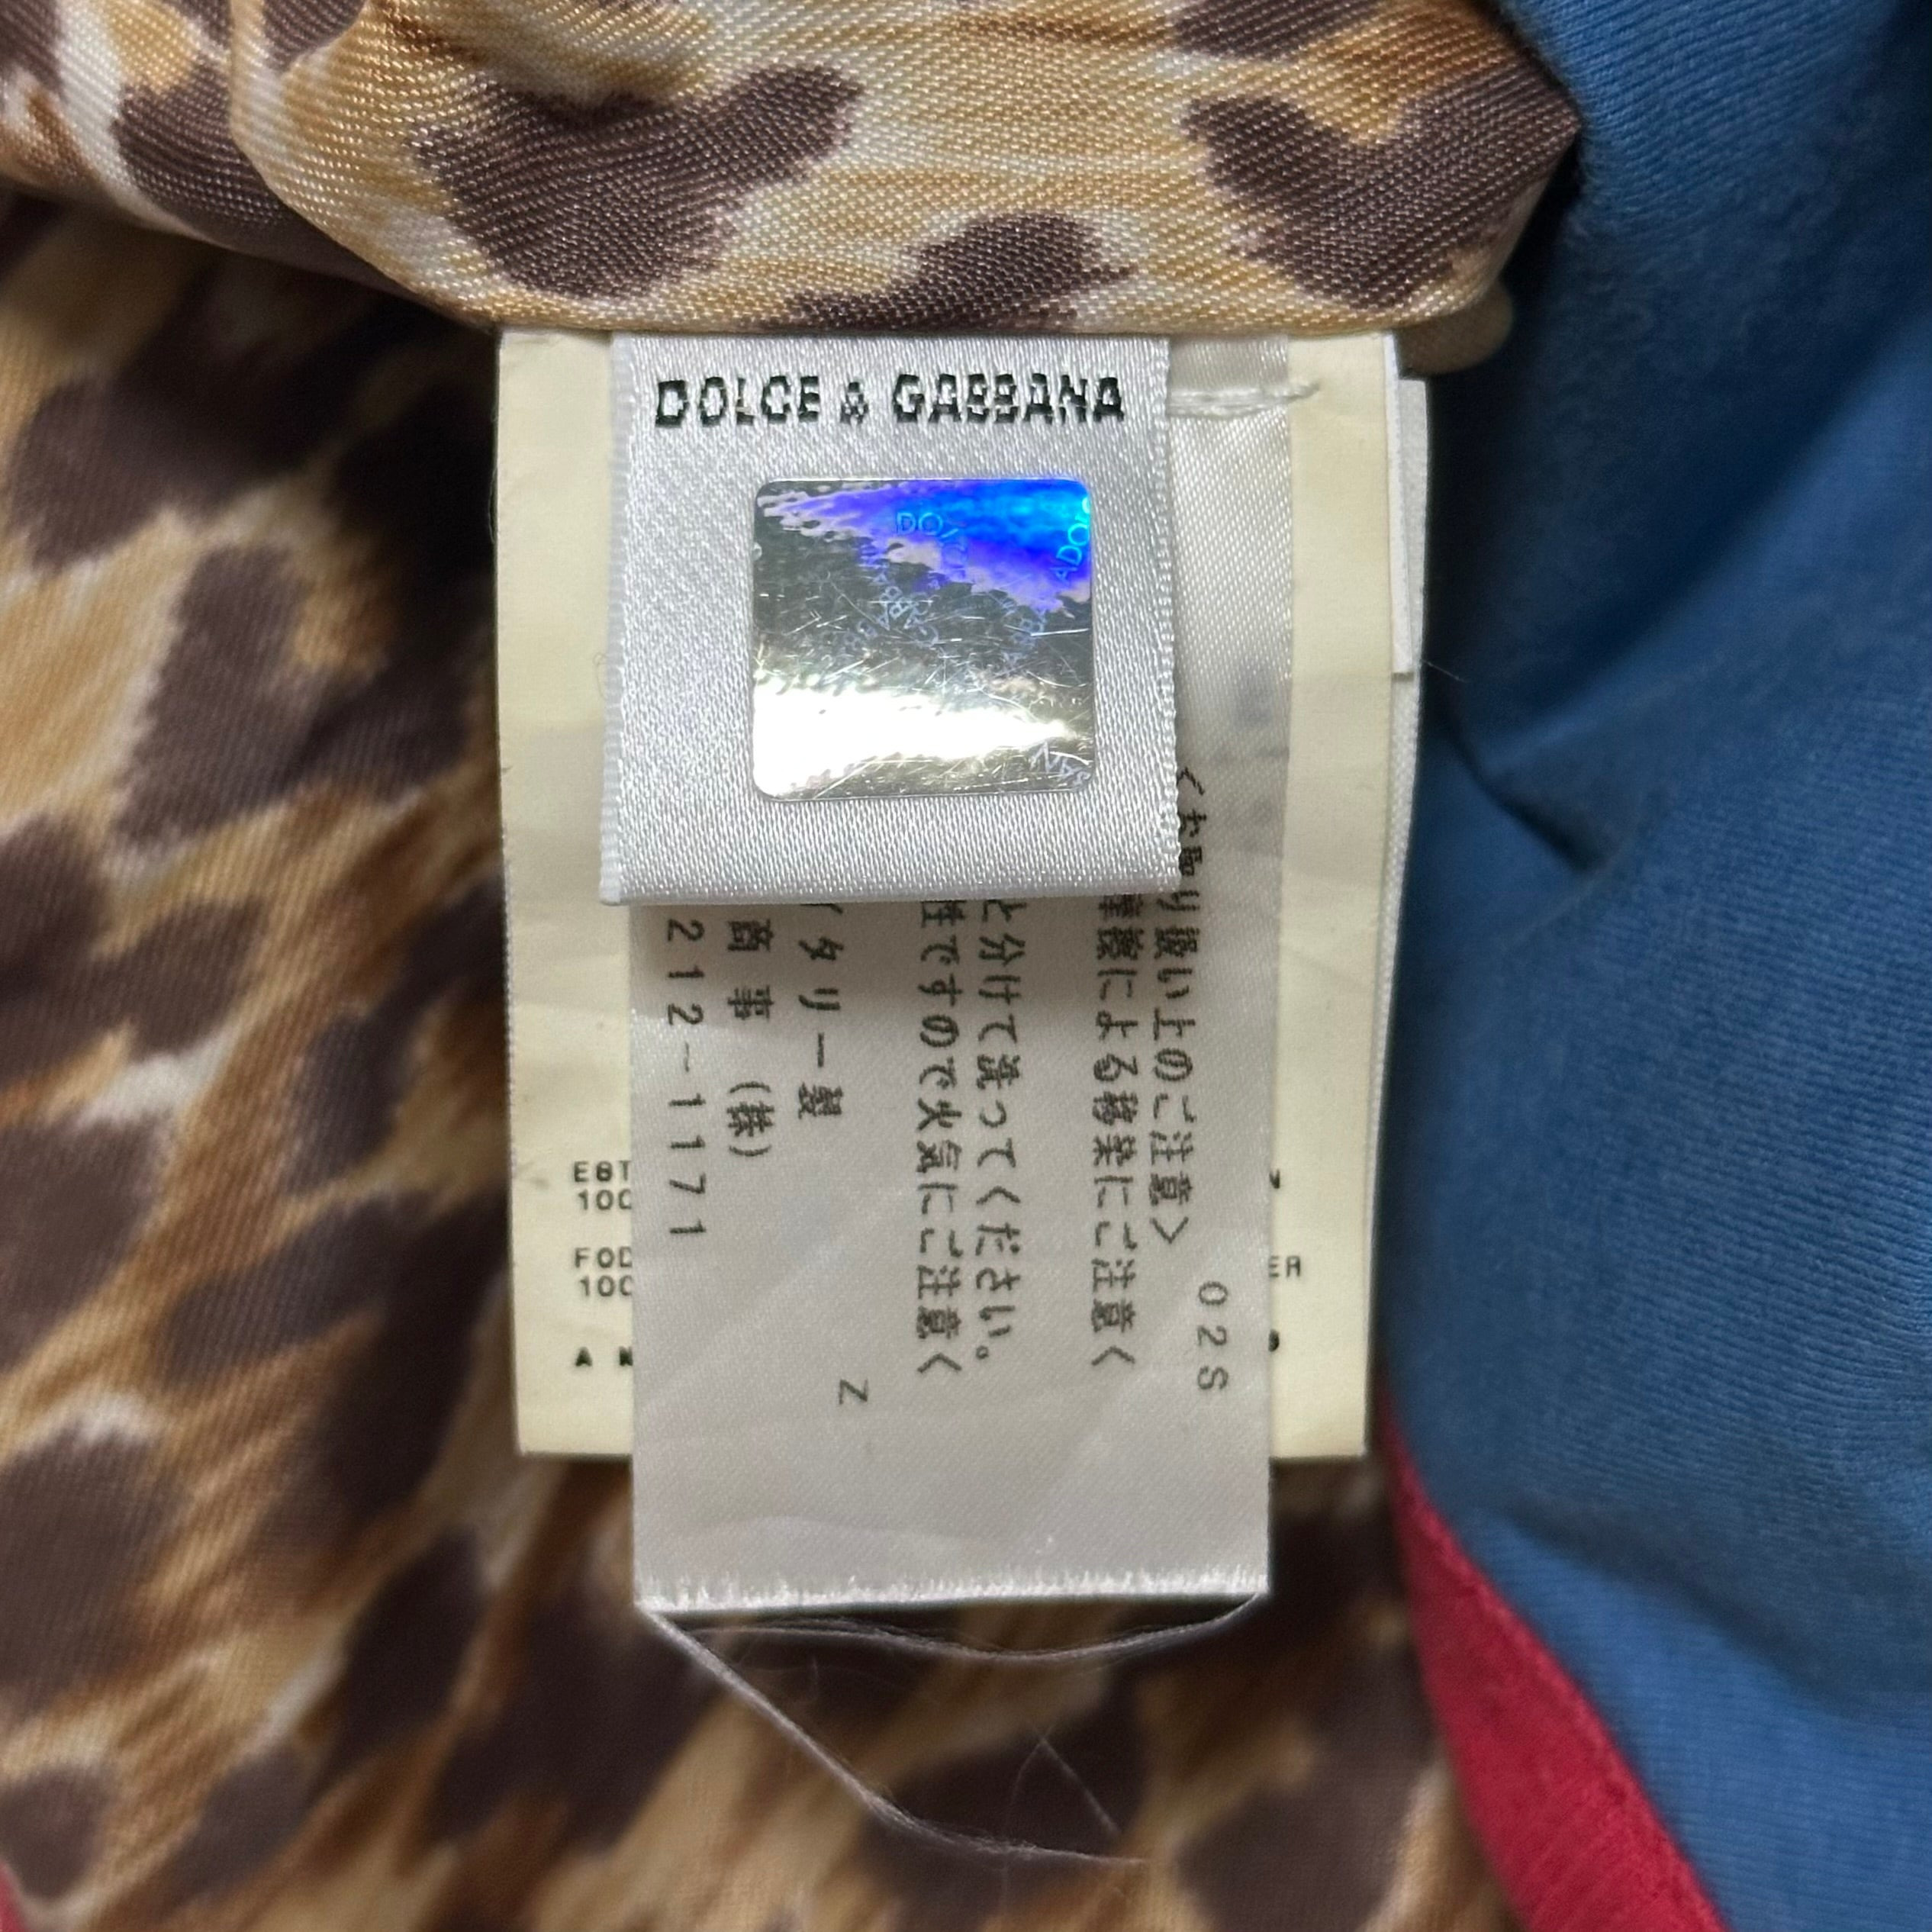 DOLCE & GABBANA
<お取り扱い上のご注意>
摩擦による移染にご注意く
と分けて洗ってください。
性ですので火気にご注意く
タリー製
商事(株)
212-1171
02S
Z
EST
100
FOD
100
ER
A